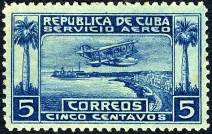 REPUBLICA DE CUBA
SERVICIO AEREO
5 CORREOS 5
CINCO CENTAVOS